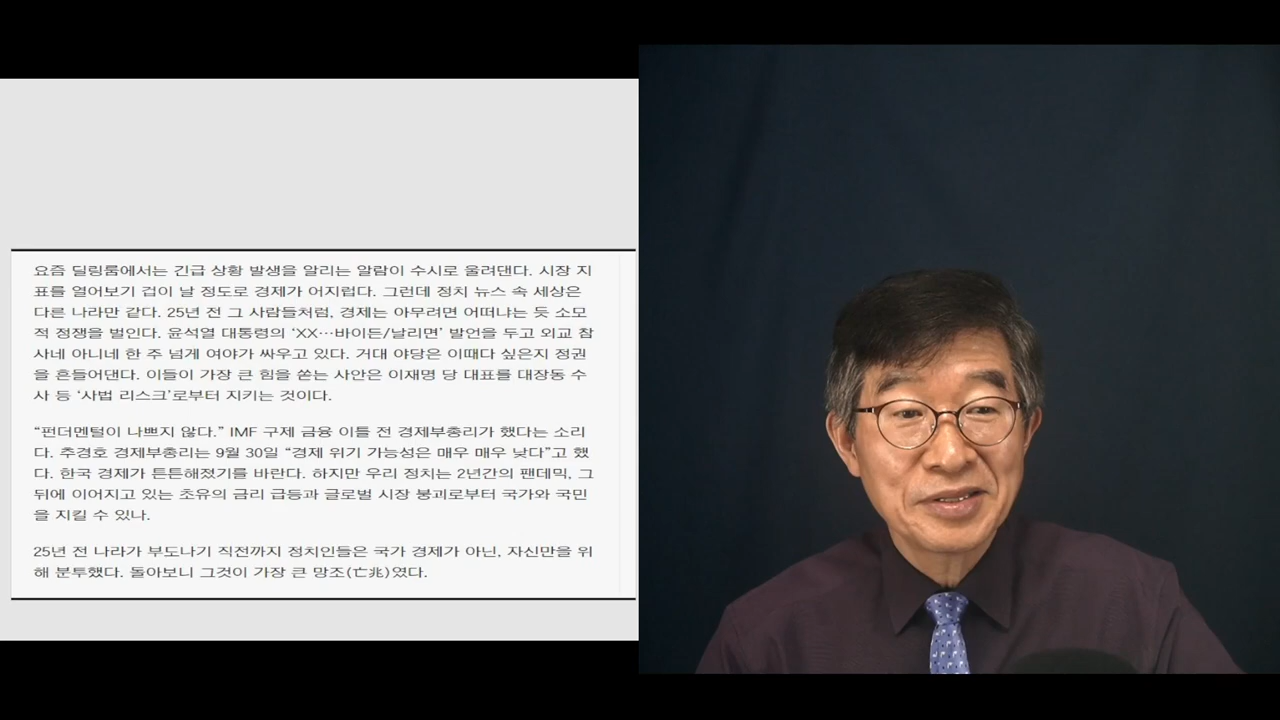 요즘 딜링룸에서는 긴급 상황 발생을 알리는 알람이 수시로 울려댄다. 시장 지
표를 열어보기 겁이 날 정도로 경제가 어지럽다. 그런데 정치 뉴스 속 세상은
다른 나라만 같다. 25년 전 그 사람들처럼, 경제는 아무려면 어떠냐는 듯 소모
적 정쟁을 벌인다. 윤석열 대통령의 ‘XX…바이든/날리면’ 발언을 두고 외교 참
사네 아니네 한 주 넘게 여야가 싸우고 있다. 거대 야당은 이때다 싶은지 정권
을 흔들어댄다. 이들이 가장 큰 힘을 쏟는 사안은 이재명 당 대표를 대장동 수
사 등 ‘사법 리스크’로부터 지키는 것이다.
“펀더멘털이 나쁘지 않다.” IMF 구제 금융 이틀 전 경제부총리가 했다는 소리
다. 추경호 경제부총리는 9월 30일 “경제 위기 가능성은 매우 매우 낮다”고 했
다. 한국 경제가 튼튼해졌기를 바란다. 하지만 우리 정치는 2년간의 팬데믹, 그
뒤에 이어지고 있는 초유의 금리 급등과 글로벌 시장 붕괴로부터 국가와 국민
을 지킬 수 있나.
25년 전 나라가 부도나기 직전까지 정치인들은 국가 경제가 아닌, 자신만을 위
해 분투했다. 돌아보니 그것이 가장 큰 망조(亡兆)였다.